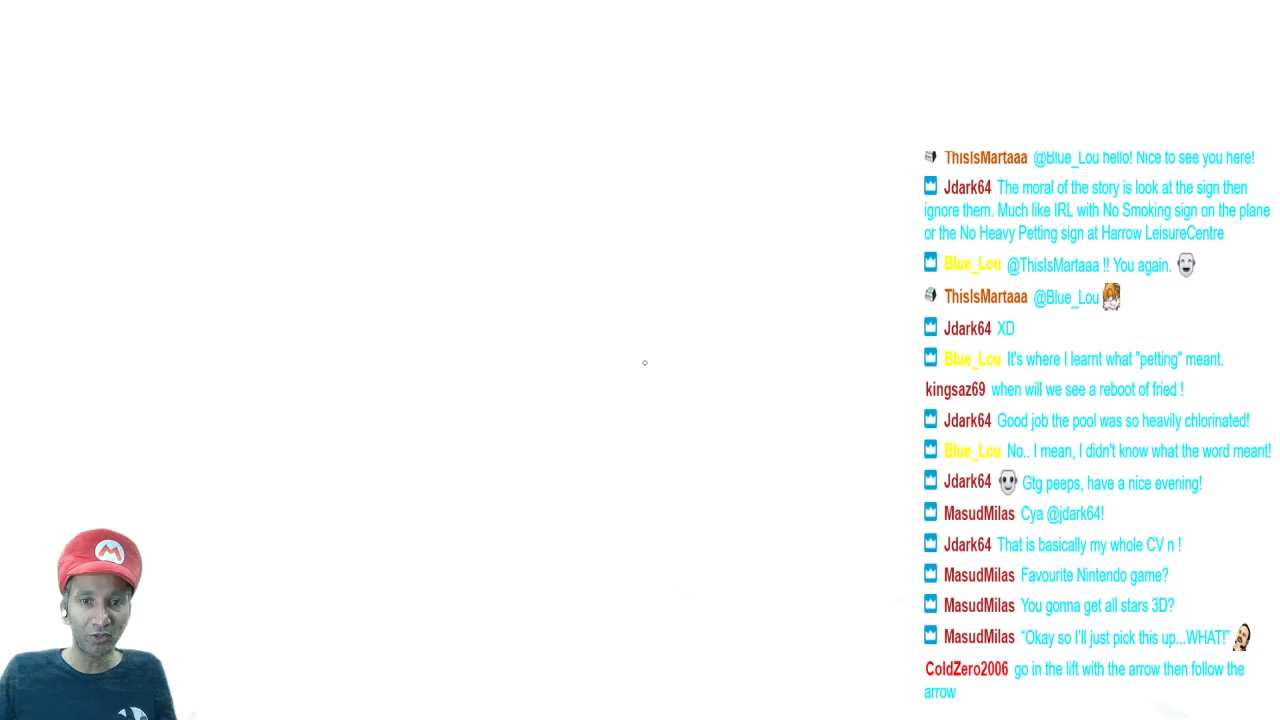 ThisIsMartaaa @Blue_Lou hello! Nice to see you here!
Jdark64 The moral of the story is look at the sign then
ignore them. Much like IRL with No Smoking sign on the plane
or the No Heavy Petting sign at Harrow LeisureCentre
Blue_Lou @ThisIsMartaaa !! You again.
ThisIsMartaaa @Blue_Lou
Jdark64 XD
Blue_Lou It's where I learnt what "petting" meant.
kingsaz69 when will we see a reboot of fried !
Jdark64 Good job the pool was so heavily chlorinated!
Blue_Lou No.. I mean, I didn't know what the word meant!
Jdark64 Gtg peeps, have a nice evening!
MasudMilas Cya @jdark64!
Jdark64 That is basically my whole CV n !
MasudMilas Favourite Nintendo game?
MasudMilas You gonna get all stars 3D?
MasudMilas “Okay so I’ll just pick this up...WHAT!”
ColdZero2006 go in the lift with the arrow then follow the
arrow
M